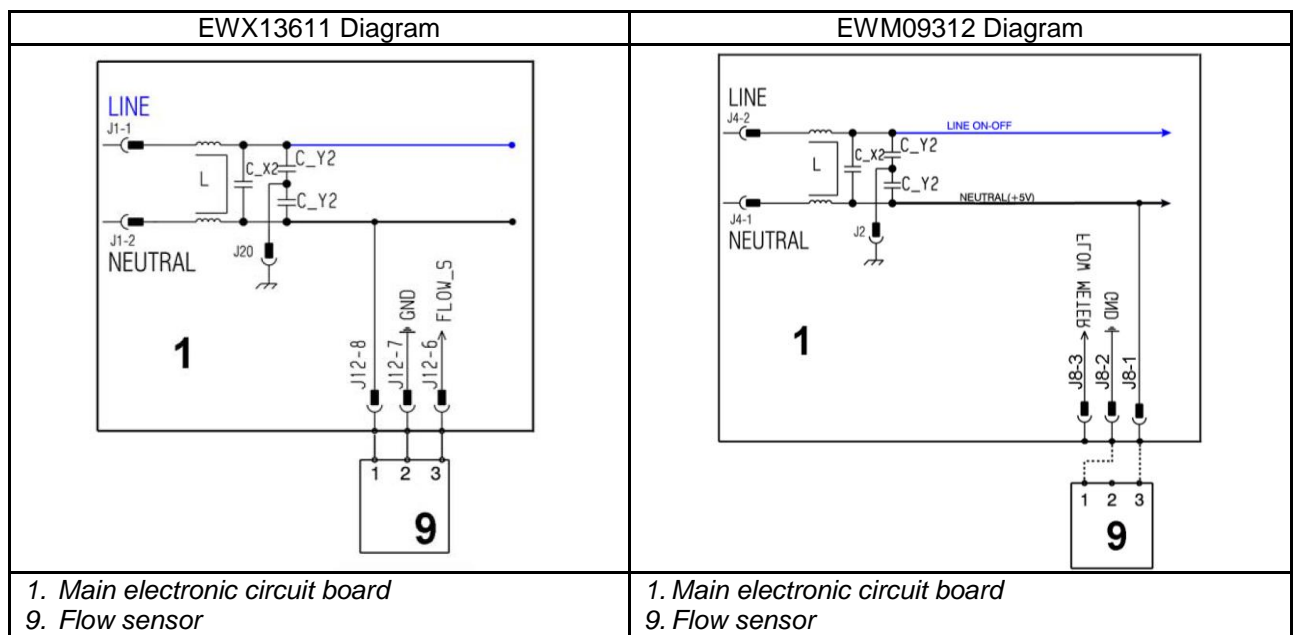 EWX13611 Diagram
EWM09312 Diagram
LINE
J1-1
L
C_X2
C_Y2
C_Y2
J1-2
NEUTRAL
J20
GND
FLOW_S
J12-8
J12-7
J12-6
1
1 2 3
9
LINE
J4-2
LINE ON-OFF
L
C_X2
C_Y2
C_Y2
NEUTRAL(+5V)
J4-1
NEUTRAL
J2
FLOW METER
GND
J8-3
J8-2
J8-1
1
1 2 3
9
1. Main electronic circuit board
9. Flow sensor
1. Main electronic circuit board
9. Flow sensor